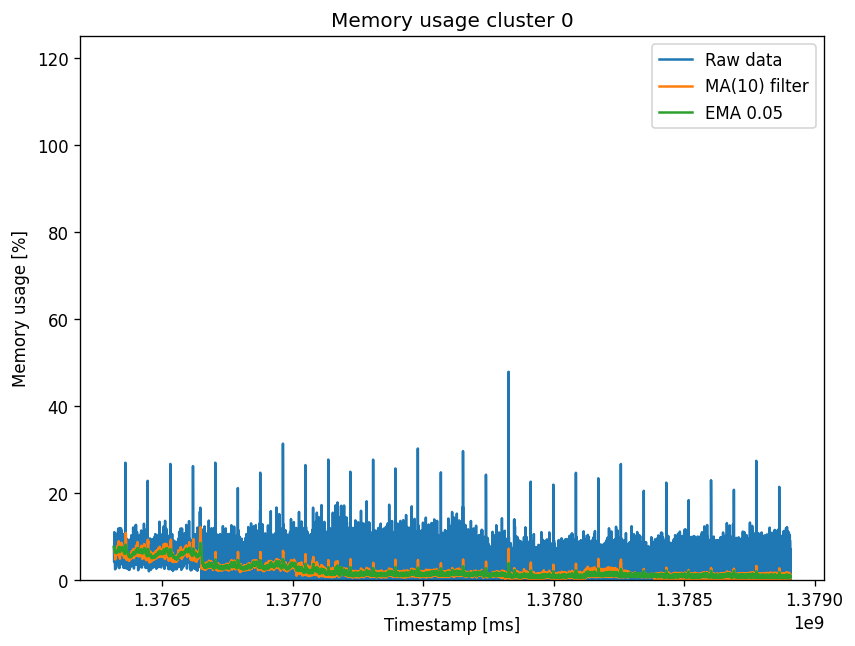 Memory usage cluster 0
Raw data
MA(10) filter
EMA 0.05
Memory usage [%]
120
100
80
60
40
20
0
1.3765
1.3770
1.3775
1.3780
1.3785
1.3790
1e9
Timestamp [ms]